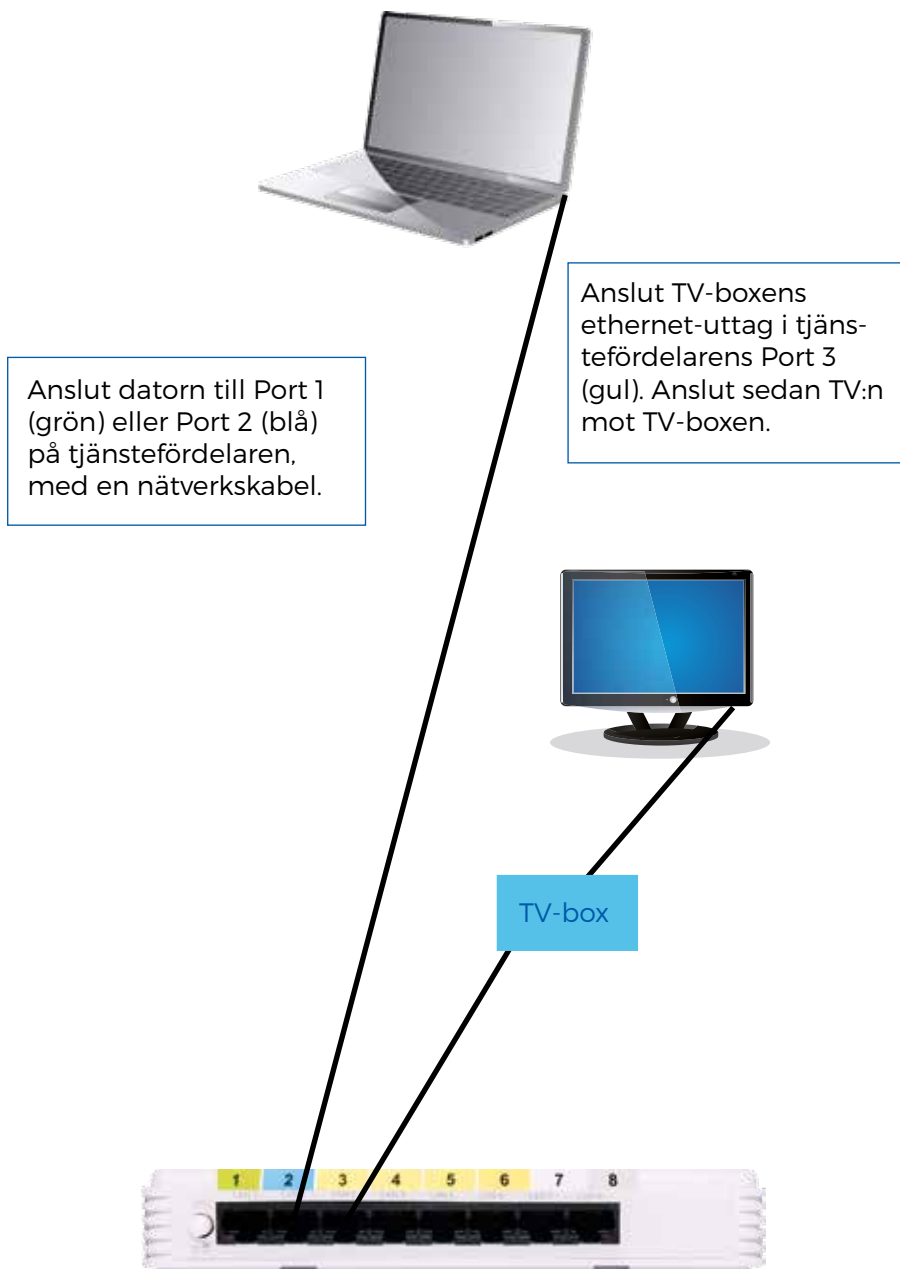 Anslut TV-boxens
ethernet-uttag i tjäns-
tefördelarens Port 3
(gul). Anslut sedan TV:n
mot TV-boxen.
Anslut datorn till Port 1
(grön) eller Port 2 (blå)
på tjänstefördelaren,
med en nätverkskabel.
TV-box
1 2 3 4 5 6 7 8